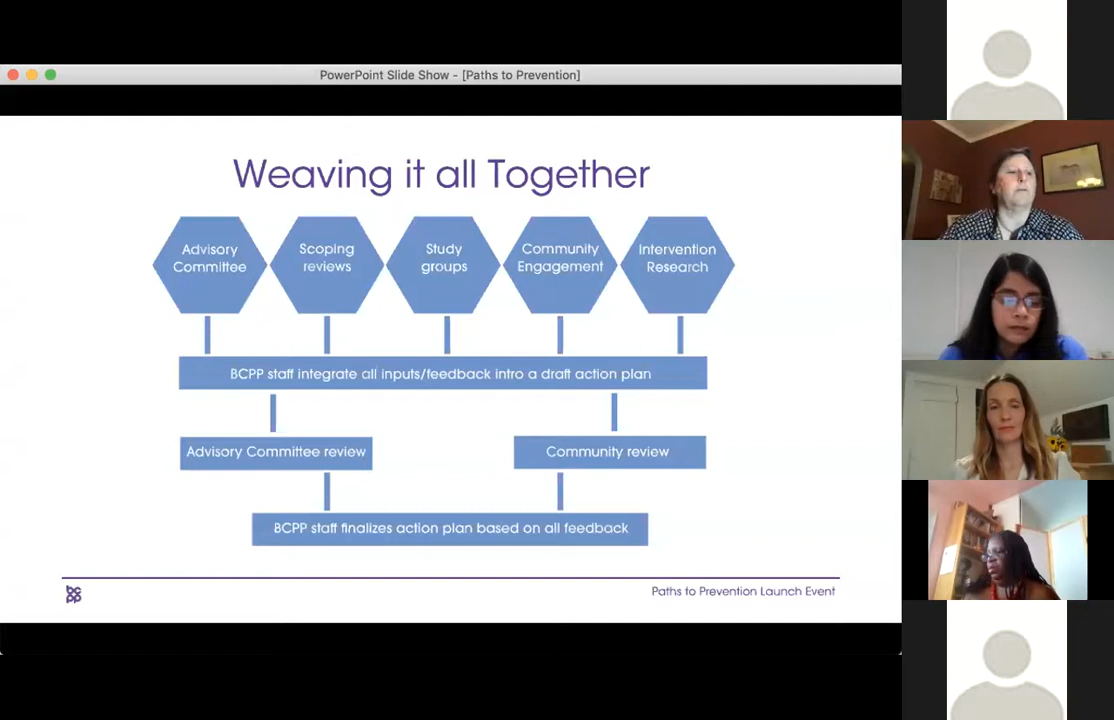 PowerPoint Slide Show - [Paths to Prevention]
Weaving it all Together
Advisory
Committee
Scoping
reviews
Study
groups
Community
Engagement
Intervention
Research
BCPP staff integrate all inputs/feedback intro a draft action plan
Advisory Committee review
Community review
BCPP staff finalizes action plan based on all feedback
bc
pp
Paths to Prevention Launch Event